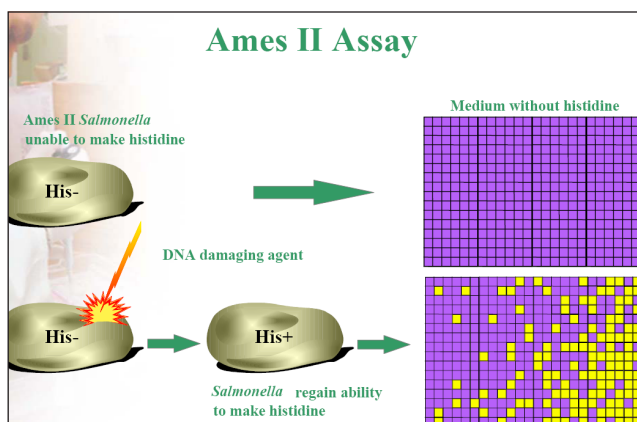 Ames II Assay
Ames II Salmonella
unable to make histidine
Medium without histidine
His-
DNA damaging agent
His-
His+
Salmonella regain ability
to make histidine